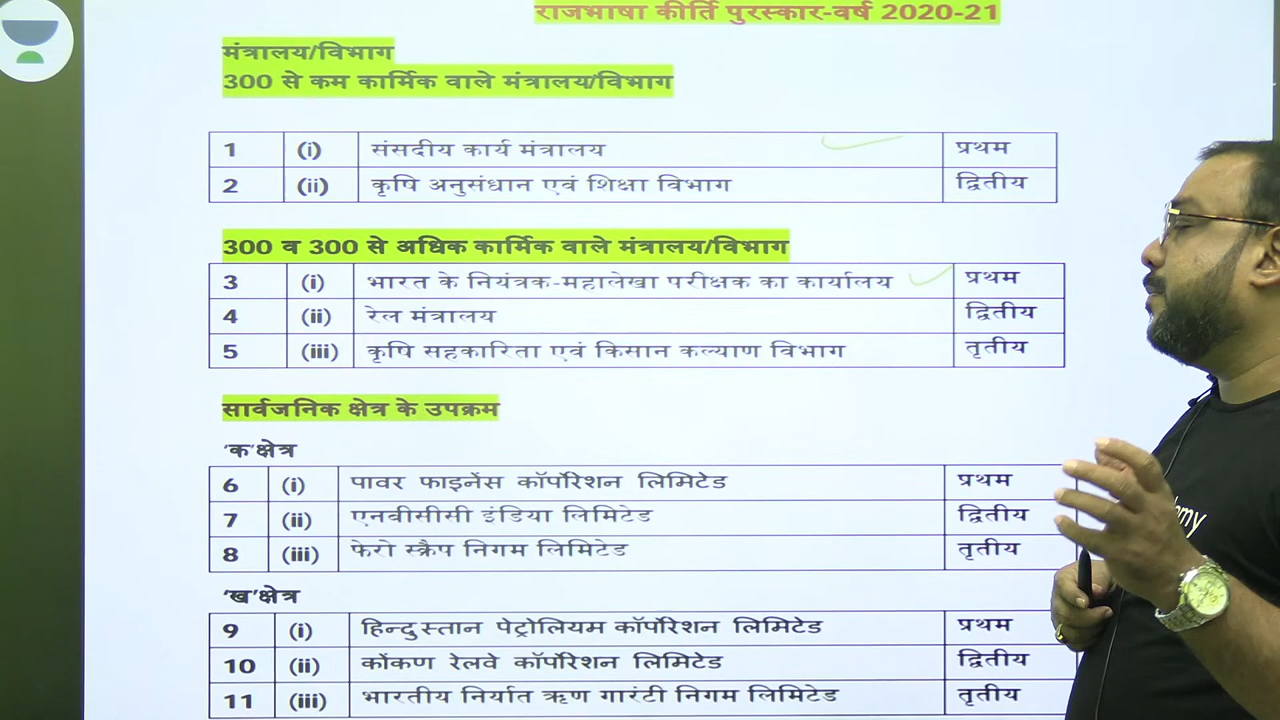 राजभाषा कीर्ति पुरस्कार-वर्ष 2020-21
मंत्रालय/विभाग
300 से कम कार्मिक वाले मंत्रालय/विभाग
1 (i) संसदीय कार्य मंत्रालय प्रथम
2 (ii) कृषि अनुसंधान एवं शिक्षा विभाग द्वितीय
300 व 300 से अधिक कार्मिक वाले मंत्रालय/विभाग
3 (i) भारत के नियंत्रक-महालेखा परीक्षक का कार्यालय प्रथम
4 (ii) रेल मंत्रालय द्वितीय
5 (iii) कृषि सहकारिता एवं किसान कल्याण विभाग तृतीय
सार्वजनिक क्षेत्र के उपक्रम
'क'क्षेत्र
6 (i) पावर फाइनेंस कॉर्पोरेशन लिमिटेड प्रथम
7 (ii) एनबीसीसी इंडिया लिमिटेड द्वितीय
8 (iii) फेरो स्क्रैप निगम लिमिटेड तृतीय
'ख'क्षेत्र
9 (i) हिन्दुस्तान पेट्रोलियम कॉर्पोरेशन लिमिटेड प्रथम
10 (ii) कोंकण रेलवे कॉर्पोरेशन लिमिटेड द्वितीय
11 (iii) भारतीय निर्यात ऋण गारंटी निगम लिमिटेड तृतीय